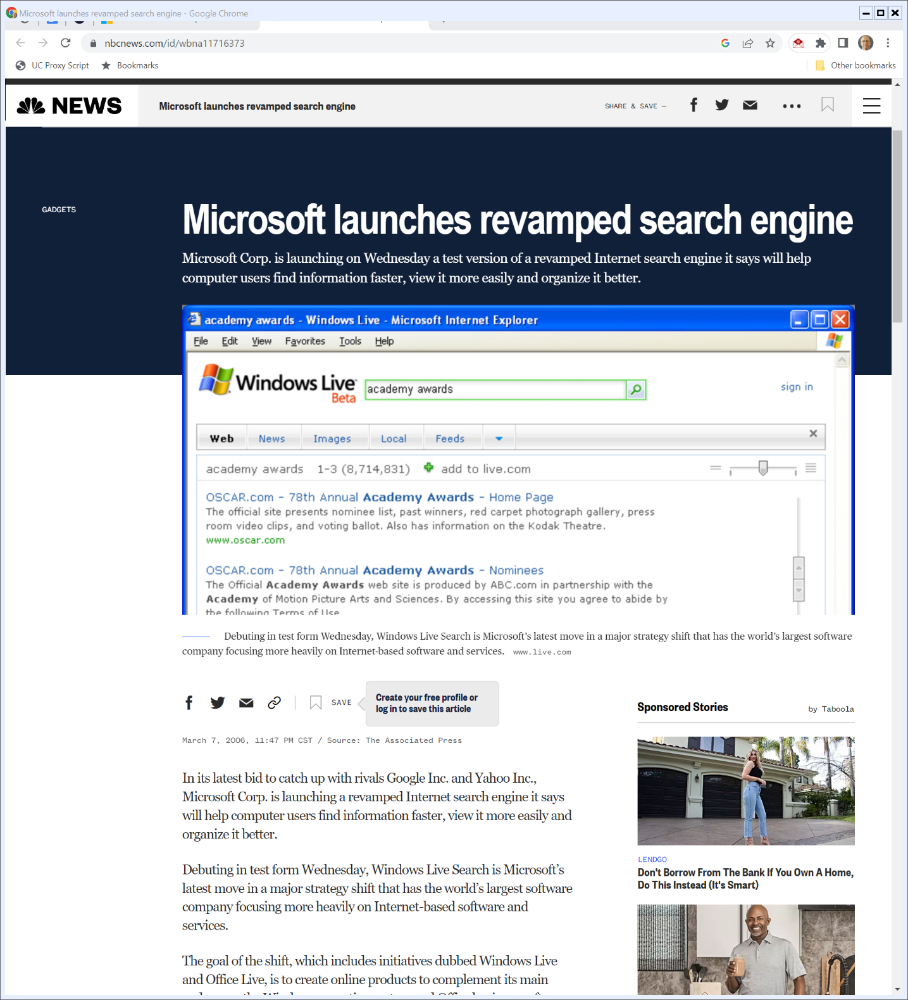 Microsoft launches revamped search engine - Google Chrome
nbcnews.com/id/wbna11716373
UC Proxy Script
Bookmarks
Other bookmarks
NEWS
Microsoft launches revamped search engine
SHARE & SAVE —
GADGETS
Microsoft launches revamped search engine
Microsoft Corp. is launching on Wednesday a test version of a revamped Internet search engine it says will help
computer users find information faster, view it more easily and organize it better.
academy awards - Windows Live - Microsoft Internet Explorer
File Edit View Favorites Tools Help
Windows Live
Beta
academy awards
sign in
Web News Images Local Feeds
academy awards 1-3 (8,714,831) add to live.com
OSCAR.com - 78th Annual Academy Awards - Home Page
The official site presents nominee list, past winners, red carpet photograph gallery, press
room video clips, and voting ballot. Also has information on the Kodak Theatre.
www.oscar.com
OSCAR.com - 78th Annual Academy Awards - Nominees
The Official Academy Awards web site is produced by ABC.com in partnership with the
Academy of Motion Picture Arts and Sciences. By accessing this site you agree to abide by
the following Terms of Use
Debuting in test form Wednesday, Windows Live Search is Microsoft’s latest move in a major strategy shift that has the world’s largest software
company focusing more heavily on Internet-based software and services. www.live.com
SAVE
Create your free profile or
log in to save this article
March 7, 2006, 11:47 PM CST / Source: The Associated Press
In its latest bid to catch up with rivals Google Inc. and Yahoo Inc.,
Microsoft Corp. is launching a revamped Internet search engine it says
will help computer users find information faster, view it more easily and
organize it better.
Debuting in test form Wednesday, Windows Live Search is Microsoft’s
latest move in a major strategy shift that has the world’s largest software
company focusing more heavily on Internet-based software and
services.
The goal of the shift, which includes initiatives dubbed Windows Live
and Office Live, is to create online products to complement its main
Sponsored Stories
by Taboola
LENDGO
Don't Borrow From The Bank If You Own A Home,
Do This Instead (It's Smart)